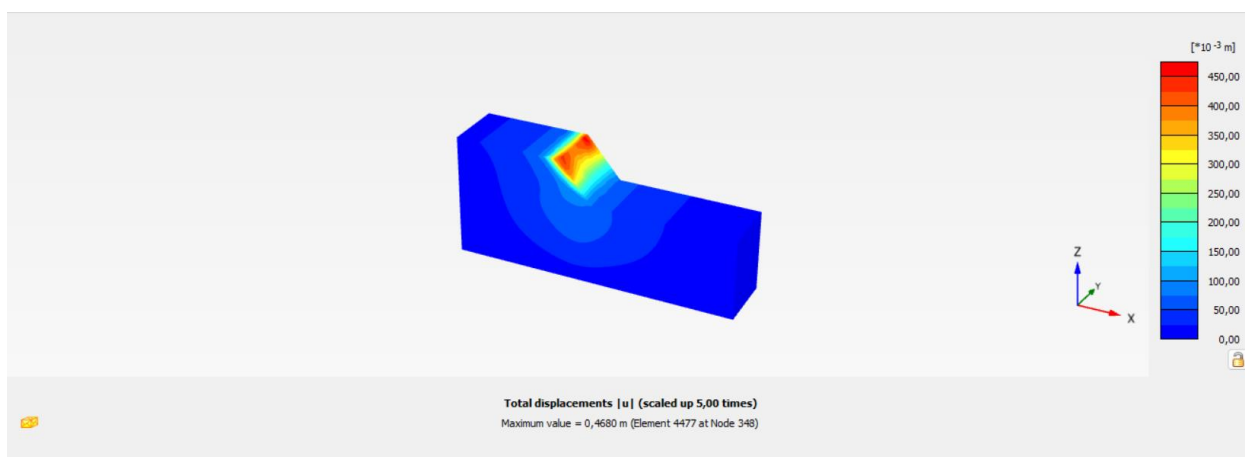 [*10 -3 m]
450,00
400,00
350,00
300,00
250,00
200,00
150,00
100,00
50,00
0,00
Z
Y
X
Total displacements |u| (scaled up 5,00 times)
Maximum value = 0,4680 m (Element 4477 at Node 348)